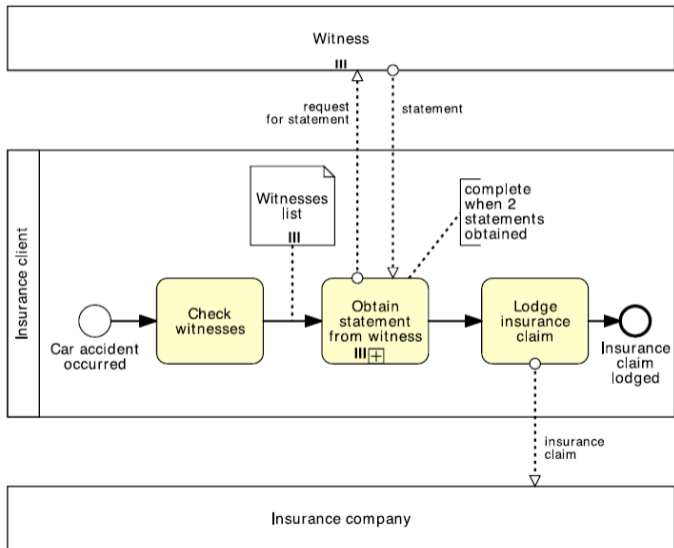 Witness
request
for statement
statement
Insurance client
Witnesses
list
complete
when 2
statements
obtained
Check
witnesses
Obtain
statement
from witness
Lodge
insurance
claim
Car accident
occurred
Insurance
claim
lodged
insurance
claim
Insurance company